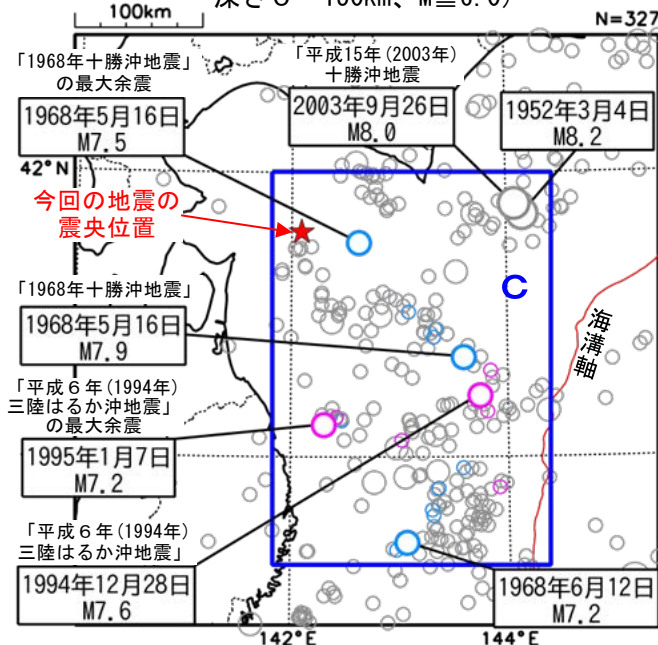 深さ0～100km、M≧6.0)
100km
N=327
「1968年十勝沖地震」
の最大余震
1968年5月16日
M7.5
「平成15年(2003年)
十勝沖地震
2003年9月26日
M8.0
1952年3月4日
M8.2
42°N
今回の地震の
震央位置
C
「1968年十勝沖地震」
1968年5月16日
M7.9
海溝軸
「平成6年(1994年)
三陸はるか沖地震」
の最大余震
1995年1月7日
M7.2
「平成6年(1994年)
三陸はるか沖地震」
1994年12月28日
M7.6
1968年6月12日
M7.2
142°E
144°E